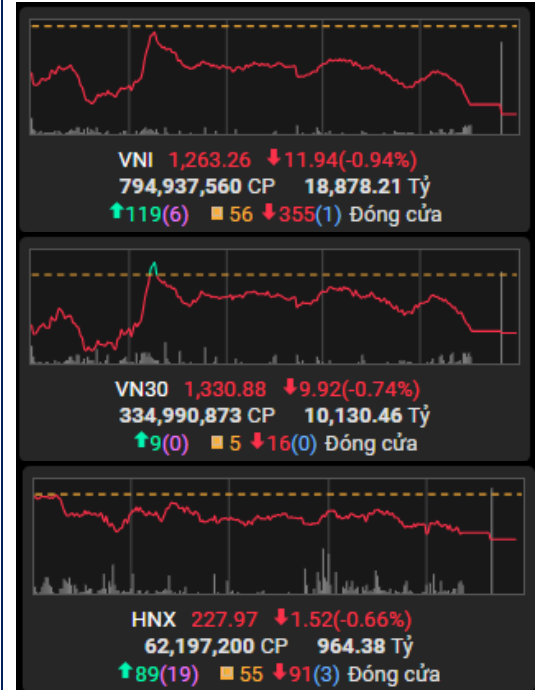 VNI 1,263.26 11.94(-0.94%)
794,937,560 CP 18,878.21 Tỷ
119(6) 56 355(1) Đóng cửa
VN30 1,330.88 9.92(-0.74%)
334,990,873 CP 10,130.46 Tỷ
9(0) 5 16(0) Đóng cửa
HNX 227.97 1.52(-0.66%)
62,197,200 CP 964.38 Tỷ
89(19) 55 91(3) Đóng cửa